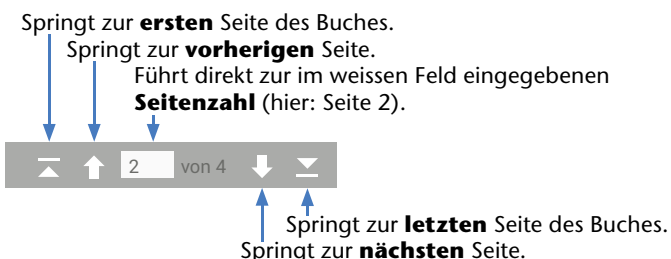 Springt zur ersten Seite des Buches.
Springt zur vorherigen Seite.
Führt direkt zur im weissen Feld eingegebenen
Seitenzahl (hier: Seite 2).
2 von 4
Springt zur letzten Seite des Buches.
Springt zur nächsten Seite.